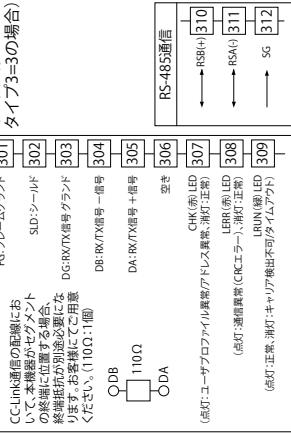 タイプ3=3の場合)
CC-Link通信の配線にお
いて、本機器がセグメント
の終端に位置する場合、
終端抵抗が別途必要にな
ります。お客様にてご用意
ください。(110Ω:1個)
DB
110Ω
DA
301
SLD:シールド 302
DG:RX/TX信号グランド 303
DB:RX/TX信号 −信号 304
DA:RX/TX信号 +信号 305
空き 306
CHK (赤) LED 307
(点灯:ユーザプロファイル異常/アドレス異常、消灯:正常)
LERR (赤) LED 308
(点灯:通信異常(CRCエラー)、消灯:正常)
LRUN (緑) LED 309
(点灯:正常、消灯:キャリア検出不可/タイムアウト)
RS-485通信
RSB(+) 310
RSA(-) 311
SG 312